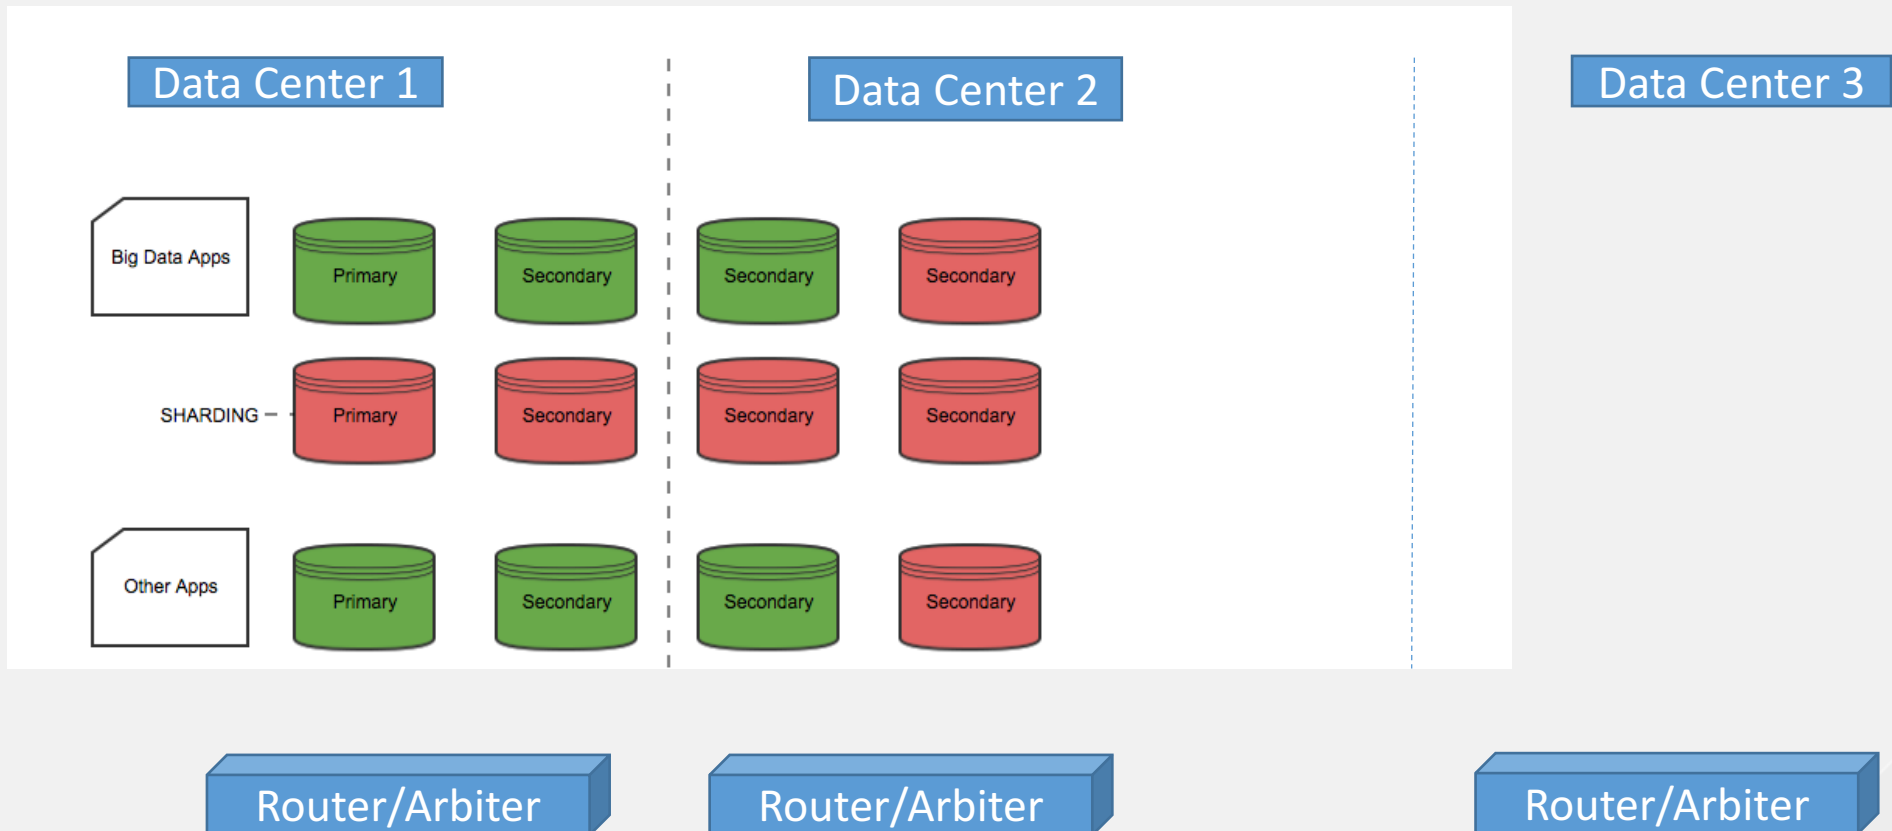 Data Center 1
Data Center 2
Data Center 3
Big Data Apps
Primary
Secondary
Secondary
Secondary
SHARDING
Primary
Secondary
Secondary
Secondary
Other Apps
Primary
Secondary
Secondary
Secondary
Router/Arbiter
Router/Arbiter
Router/Arbiter